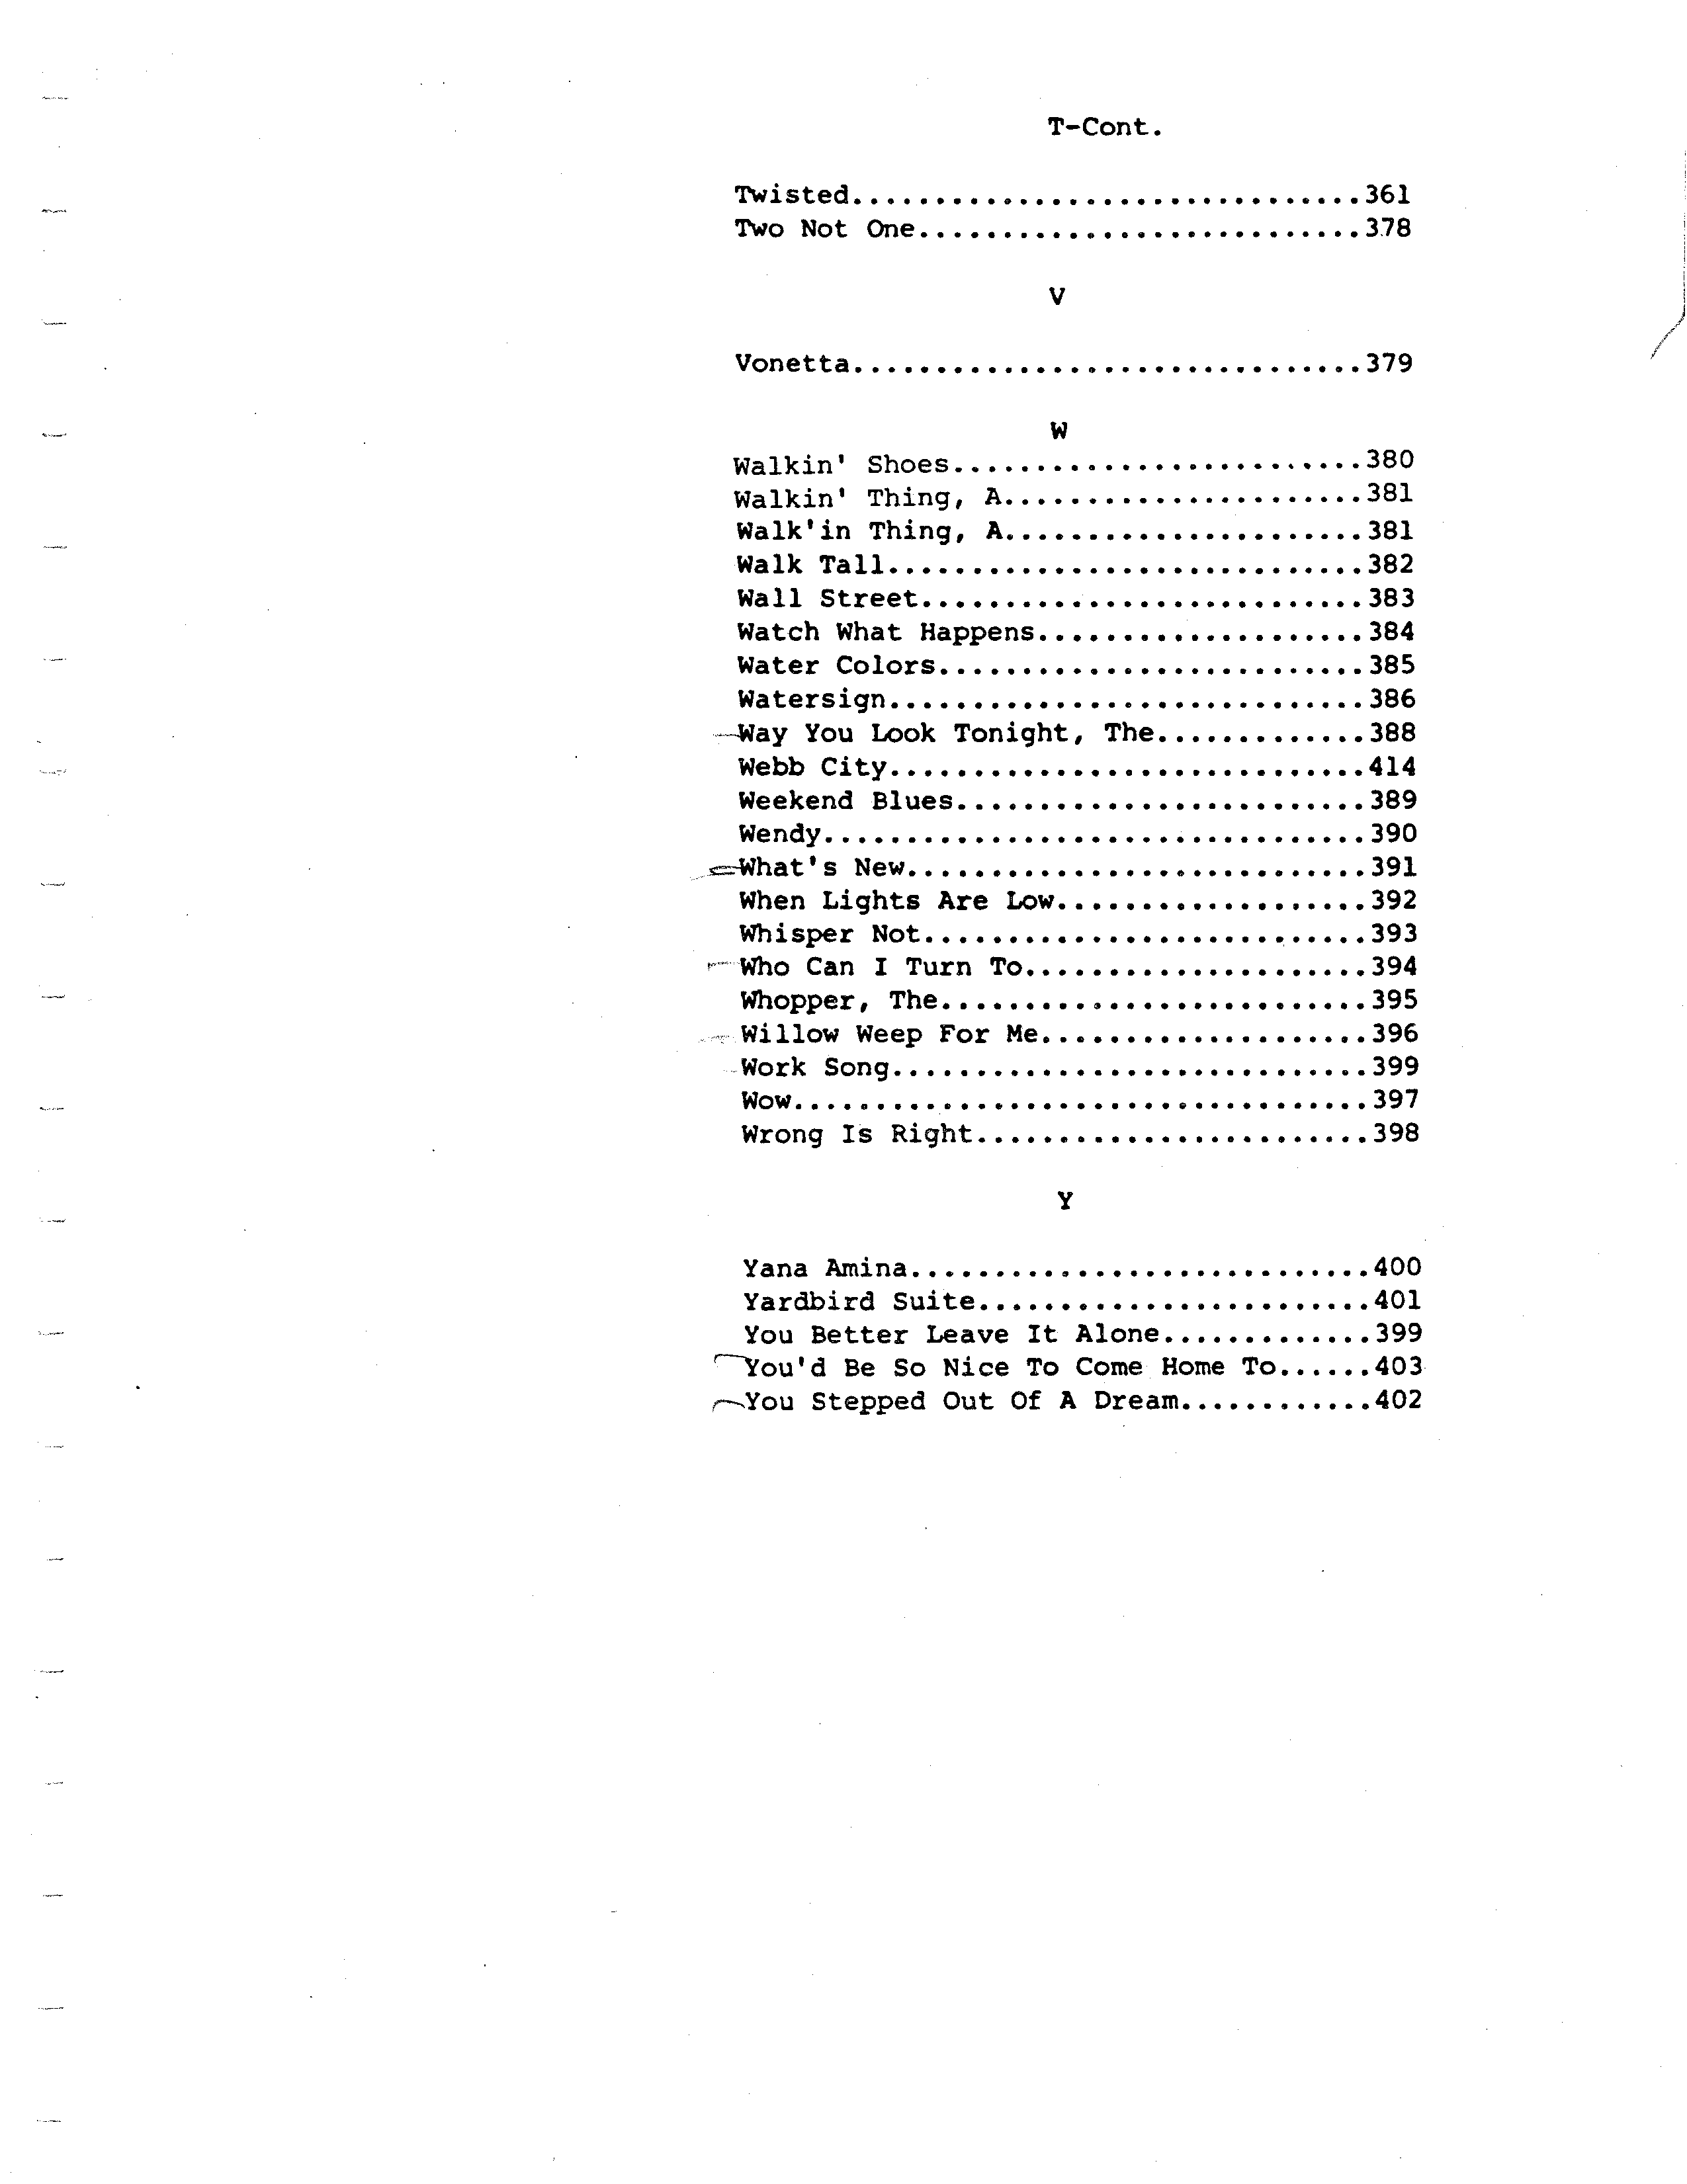 T-Cont.
Twisted...............................361
Two Not One...........................378
V
Vonetta...............................379
W
Walkin' Shoes.........................380
Walkin' Thing, A......................381
Walk'in Thing, A......................381
Walk Tall.............................382
Wall Street...........................383
Watch What Happens....................384
Water Colors..........................385
Watersign.............................386
Way You Look Tonight, The.............388
Webb City.............................414
Weekend Blues.........................389
Wendy.................................390
What's New............................391
When Lights Are Low...................392
Whisper Not...........................393
Who Can I Turn To.....................394
Whopper, The..........................395
Willow Weep For Me....................396
Work Song.............................399
Wow...................................397
Wrong Is Right........................398
Y
Yana Amina............................400
Yardbird Suite........................401
You Better Leave It Alone.............399
You'd Be So Nice To Come Home To......403
You Stepped Out Of A Dream............402